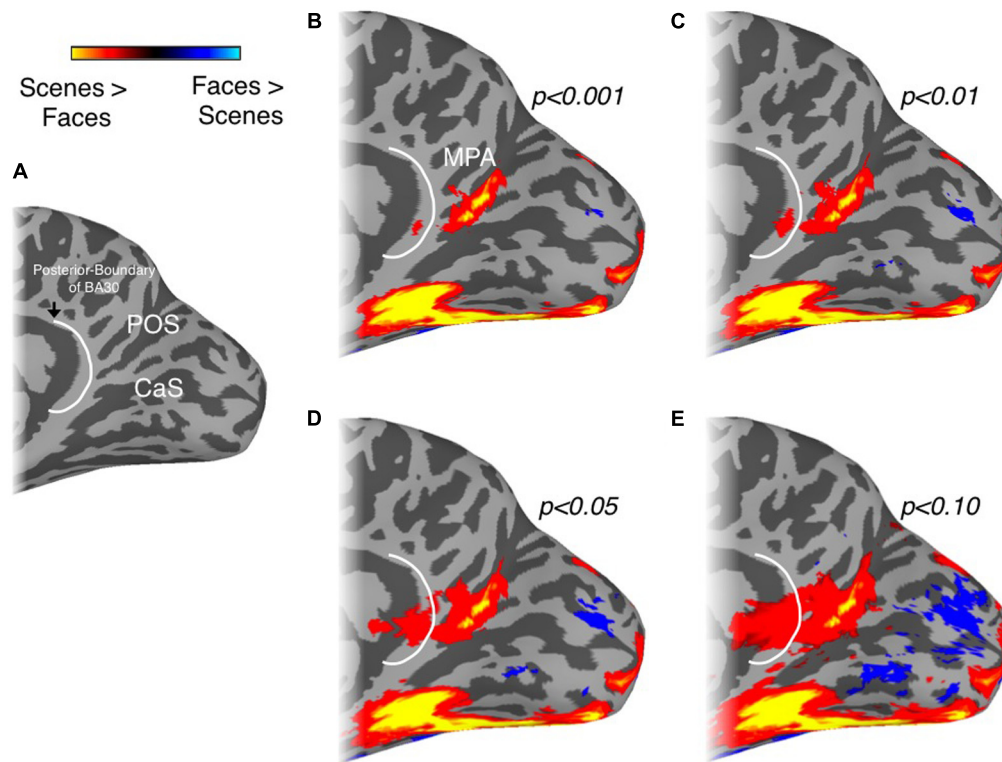 Scenes >
Faces
Faces >
Scenes
A
Posterior-Boundary
of BA30
POS
CaS
B
p<0.001
MPA
C
p<0.01
D
p<0.05
E
p<0.10